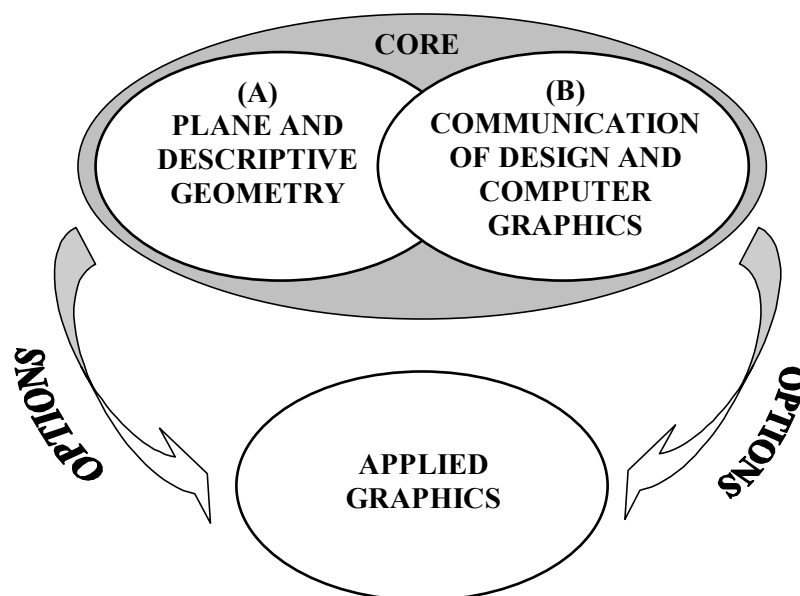 CORE
(A)
PLANE AND
DESCRIPTIVE
GEOMETRY
(B)
COMMUNICATION
OF DESIGN AND
COMPUTER
GRAPHICS
OPTIONS
OPTIONS
APPLIED
GRAPHICS